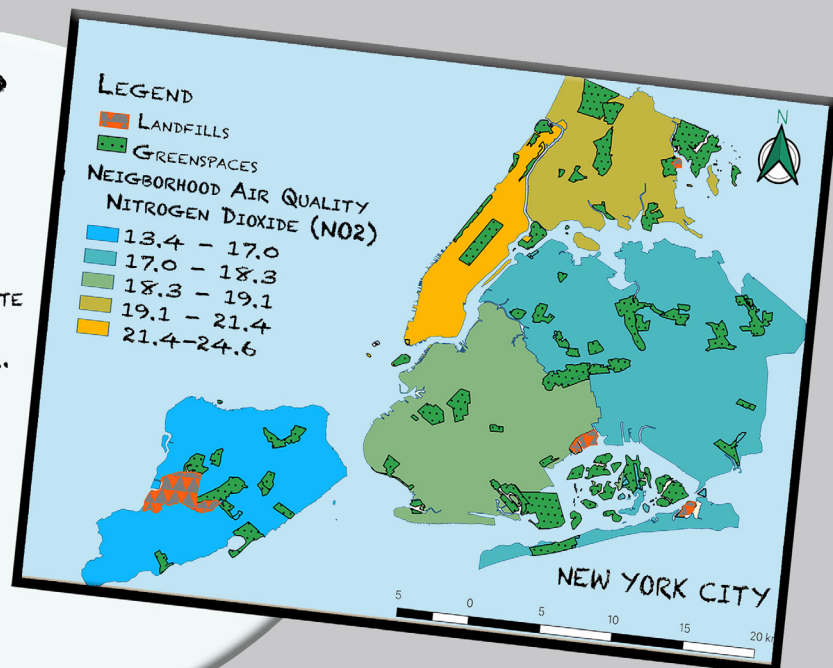 TE
.
LEGEND
LANDFILLS
GREENSPACES
NEIGBORHOOD AIR QUALITY
NITROGEN DIOXIDE (NO2)
13.4 - 17.0
17.0 - 18.3
18.3 - 19.1
19.1 - 21.4
21.4-24.6
N
NEW YORK CITY
5 0 5 10 15 20 km